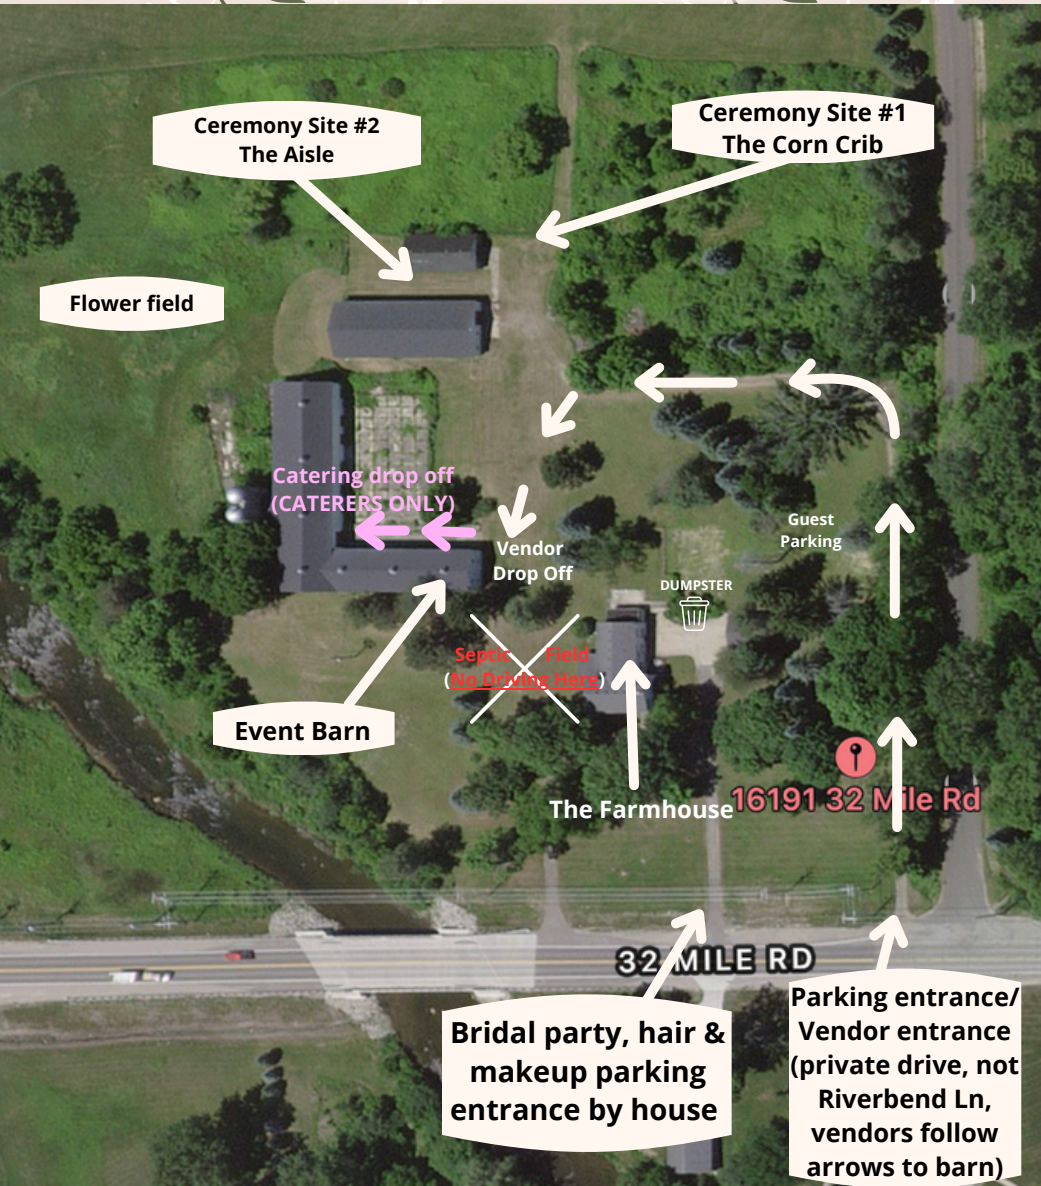 Ceremony Site #2
The Aisle
Ceremony Site #1
The Corn Crib
Flower field
Catering drop off
(CATERERS ONLY)
Guest
Parking
Vendor
Drop Off
DUMPSTER
Septic Field
(No Driving Here)
Event Barn
The Farmhouse
16191 32 Mile Rd
32 MILE RD
Bridal party, hair &
makeup parking
entrance by house
Parking entrance/
Vendor entrance
(private drive, not
Riverbend Ln,
vendors follow
arrows to barn)